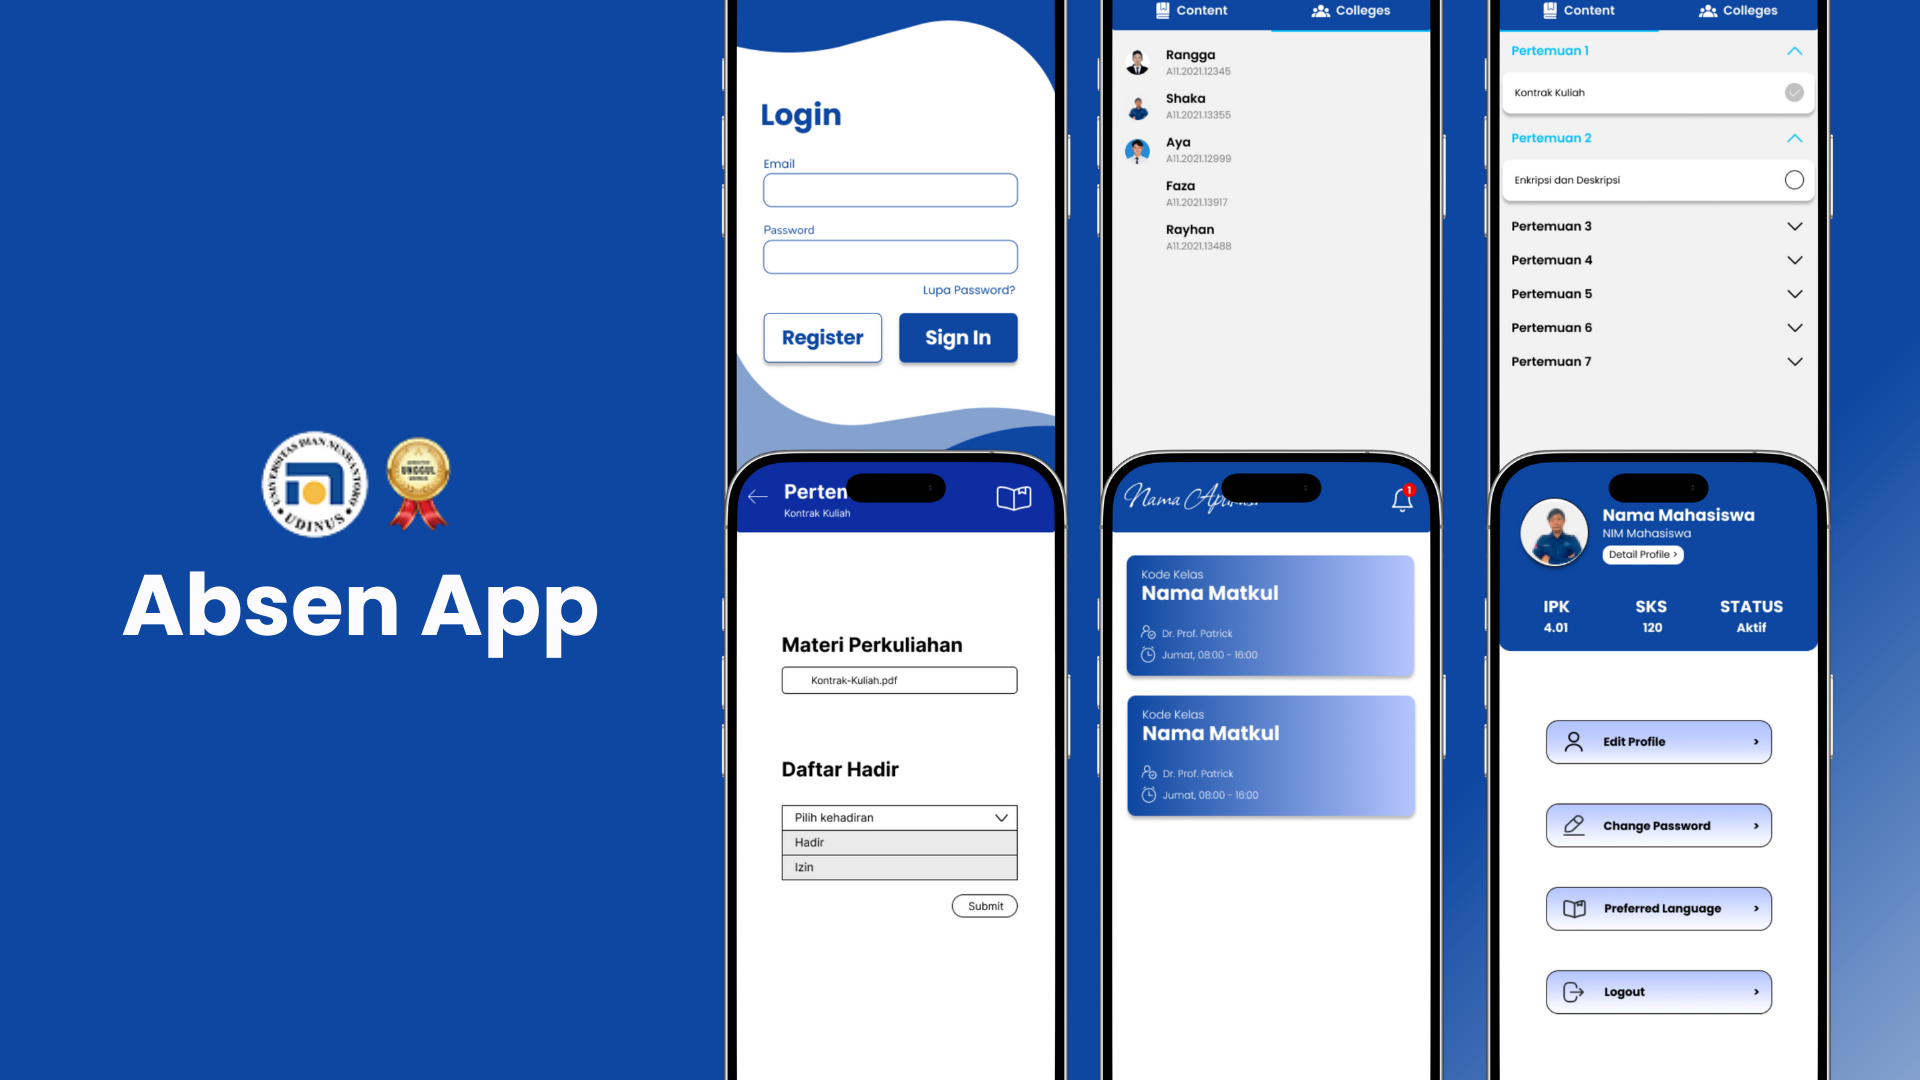 UNIVERSITAS DIAN NUSWANTORO
UDINUS
UNGGUL
Absen App
Login
Email
Password
Lupa Password?
Register
Sign In
Content
Colleges
Rangga
A11.2021.12345
Shaka
A11.2021.13355
Aya
A11.2021.12999
Faza
A11.2021.13917
Rayhan
A11.2021.13488
Content
Colleges
Pertemuan 1
Kontrak Kuliah
Pertemuan 2
Enkripsi dan Deskripsi
Pertemuan 3
Pertemuan 4
Pertemuan 5
Pertemuan 6
Pertemuan 7
Perten
Kontrak Kuliah
Materi Perkuliahan
Kontrak-Kuliah.pdf
Daftar Hadir
Pilih kehadiran
Hadir
Izin
Submit
Nama Aplikasi
1
Kode Kelas
Nama Matkul
Dr. Prof. Patrick
Jumat, 08:00 - 16:00
Kode Kelas
Nama Matkul
Dr. Prof. Patrick
Jumat, 08:00 - 16:00
Nama Mahasiswa
NIM Mahasiswa
Detail Profile >
IPK
SKS
STATUS
4.01
120
Aktif
Edit Profile >
Change Password >
Preferred Language >
Logout >